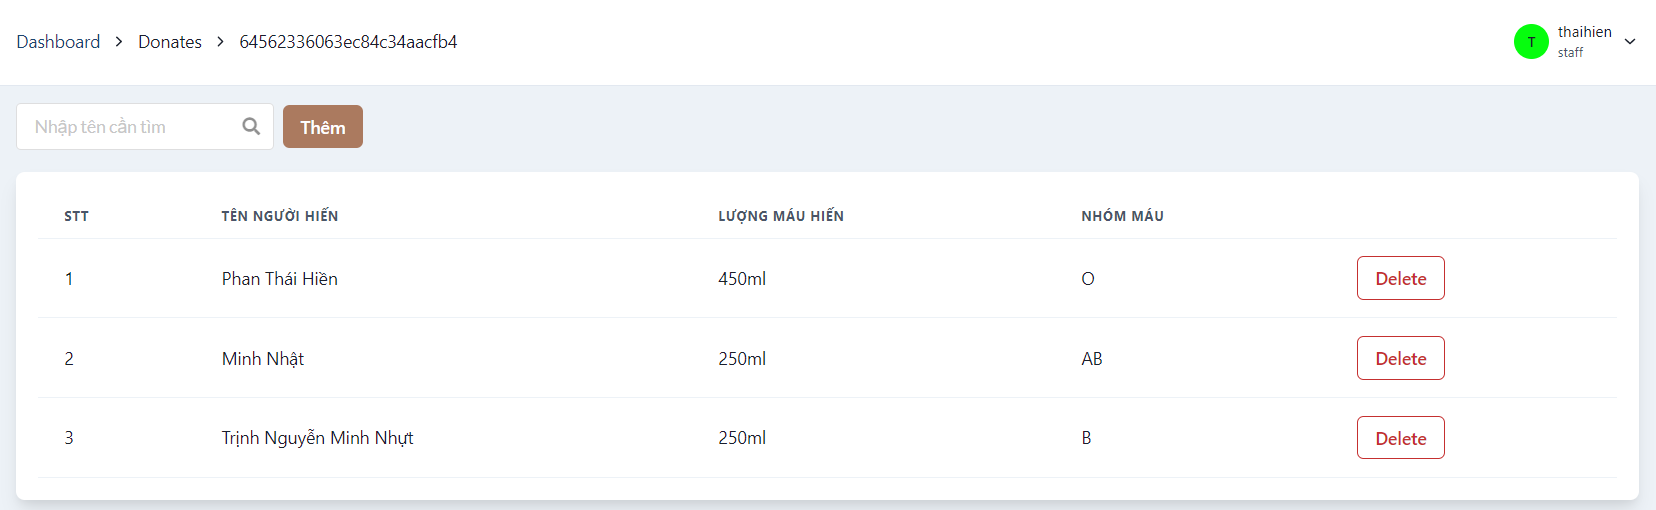 Dashboard > Donates > 64562336063ec84c34aacfb4
T thaihien
staff
Nhập tên cần tìm Thêm
STT TÊN NGƯỜI HIẾN LƯỢNG MÁU HIẾN NHÓM MÁU
1 Phan Thái Hiền 450ml O Delete
2 Minh Nhật 250ml AB Delete
3 Trịnh Nguyễn Minh Nhựt 250ml B Delete